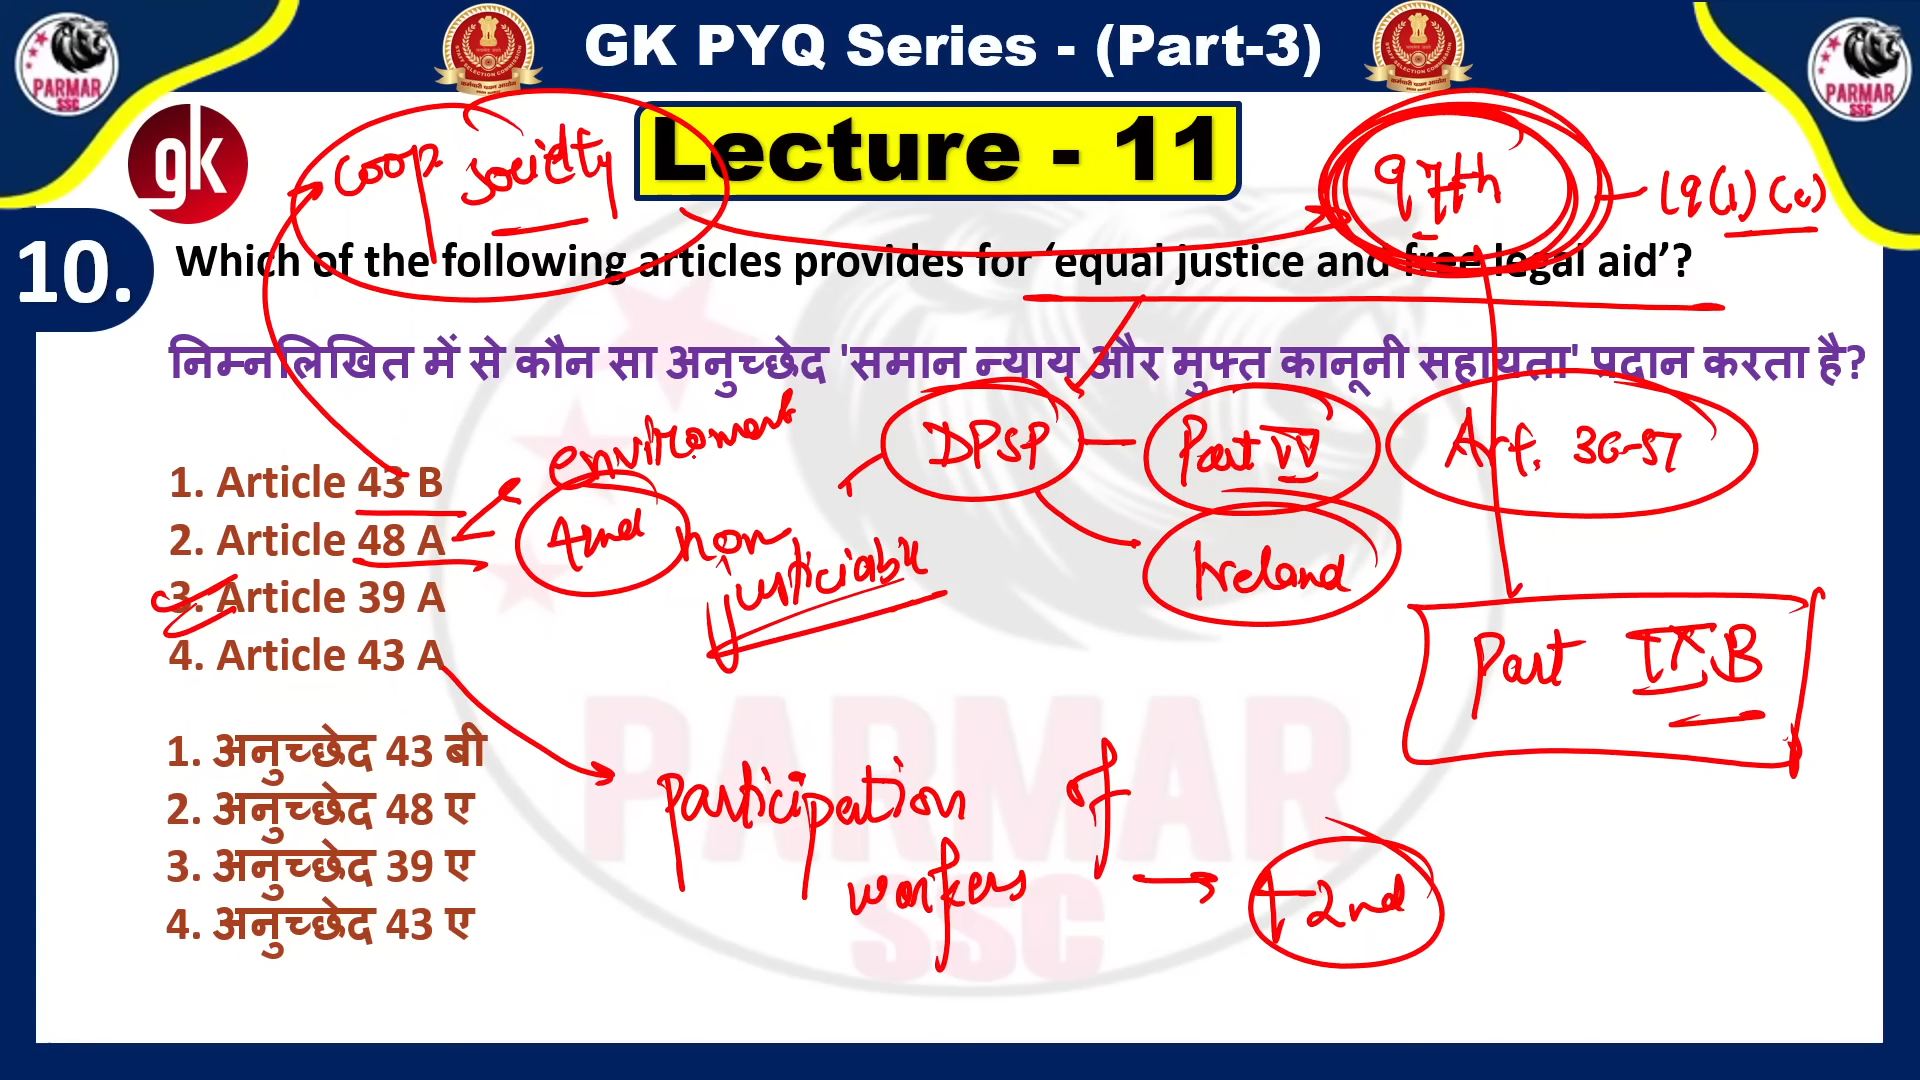 GK PYQ Series - (Part-3)
PARMAR
SSC
PARMAR
SSC
gk
Lecture - 11
Coop society
97th
19(1)(c)
10.
Which of the following articles provides for ‘equal justice and free legal aid’?
निम्नलिखित में से कौन सा अनुच्छेद 'समान न्याय और मुफ्त कानूनी सहायता' प्रदान करता है?
enviroment
DPSP
Part IV
Art. 36-51
1. Article 43 B
2. Article 48 A
42nd
non
justiciable
Ireland
3. Article 39 A
4. Article 43 A
Part IX B
1. अनुच्छेद 43 बी
2. अनुच्छेद 48 ए
3. अनुच्छेद 39 ए
4. अनुच्छेद 43 ए
Participation of
workers
42nd
PARMAR
SSC